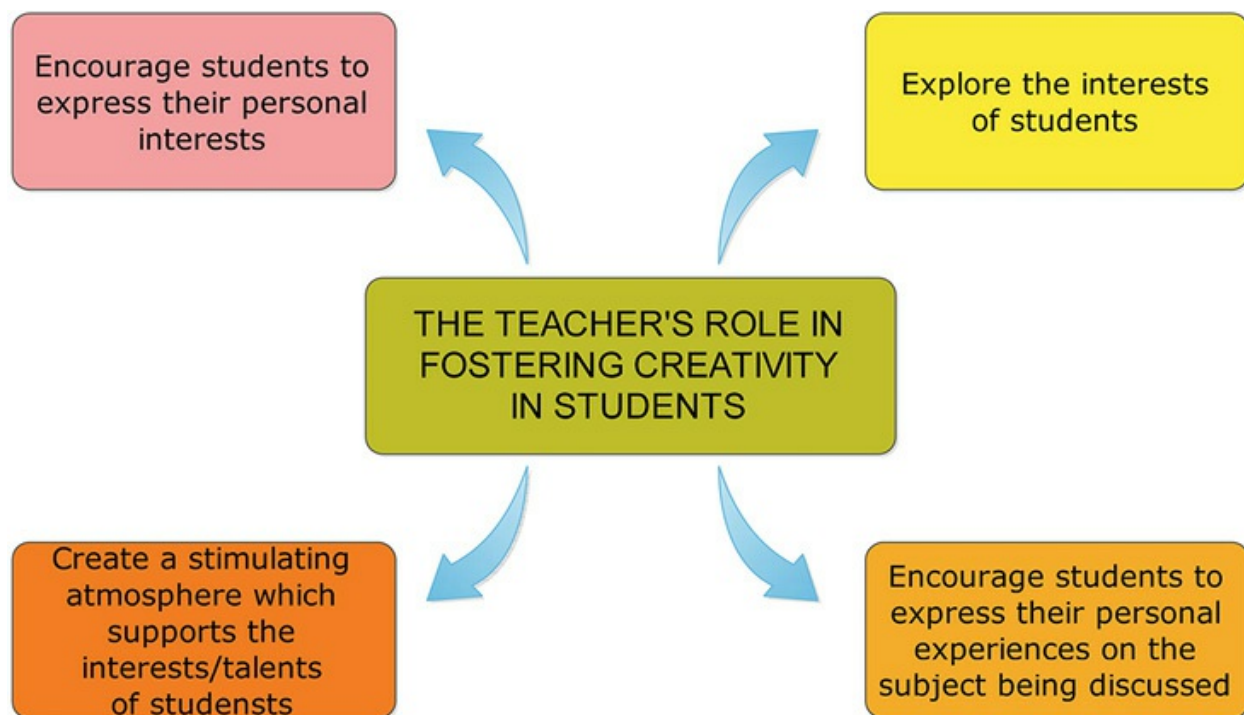 Encourage students to
express their personal
interests
Explore the interests
of students
THE TEACHER'S ROLE IN
FOSTERING CREATIVITY
IN STUDENTS
Create a stimulating
atmosphere which
supports the
interests/talents
of studensts
Encourage students to
express their personal
experiences on the
subject being discussed